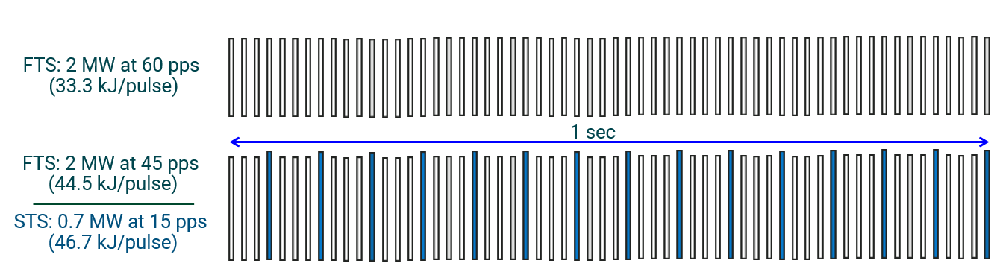 FTS: 2 MW at 60 pps
(33.3 kJ/pulse)
1 sec
FTS: 2 MW at 45 pps
(44.5 kJ/pulse)
STS: 0.7 MW at 15 pps
(46.7 kJ/pulse)